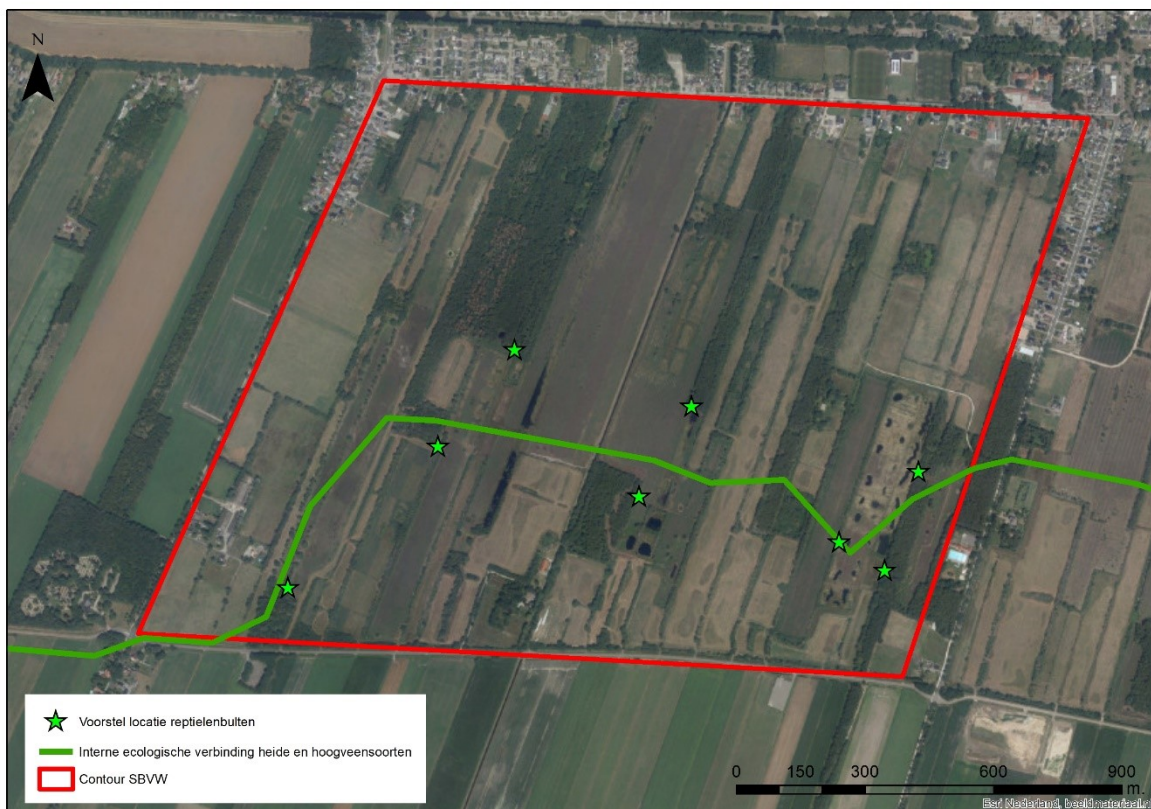 N
Voorstel locatie reptielenbulten
Interne ecologische verbinding heide en hoogveensoorten
Contour SBVW
0 150 300 600 900 m.
Esri Nederland, beeldmateriaal.n